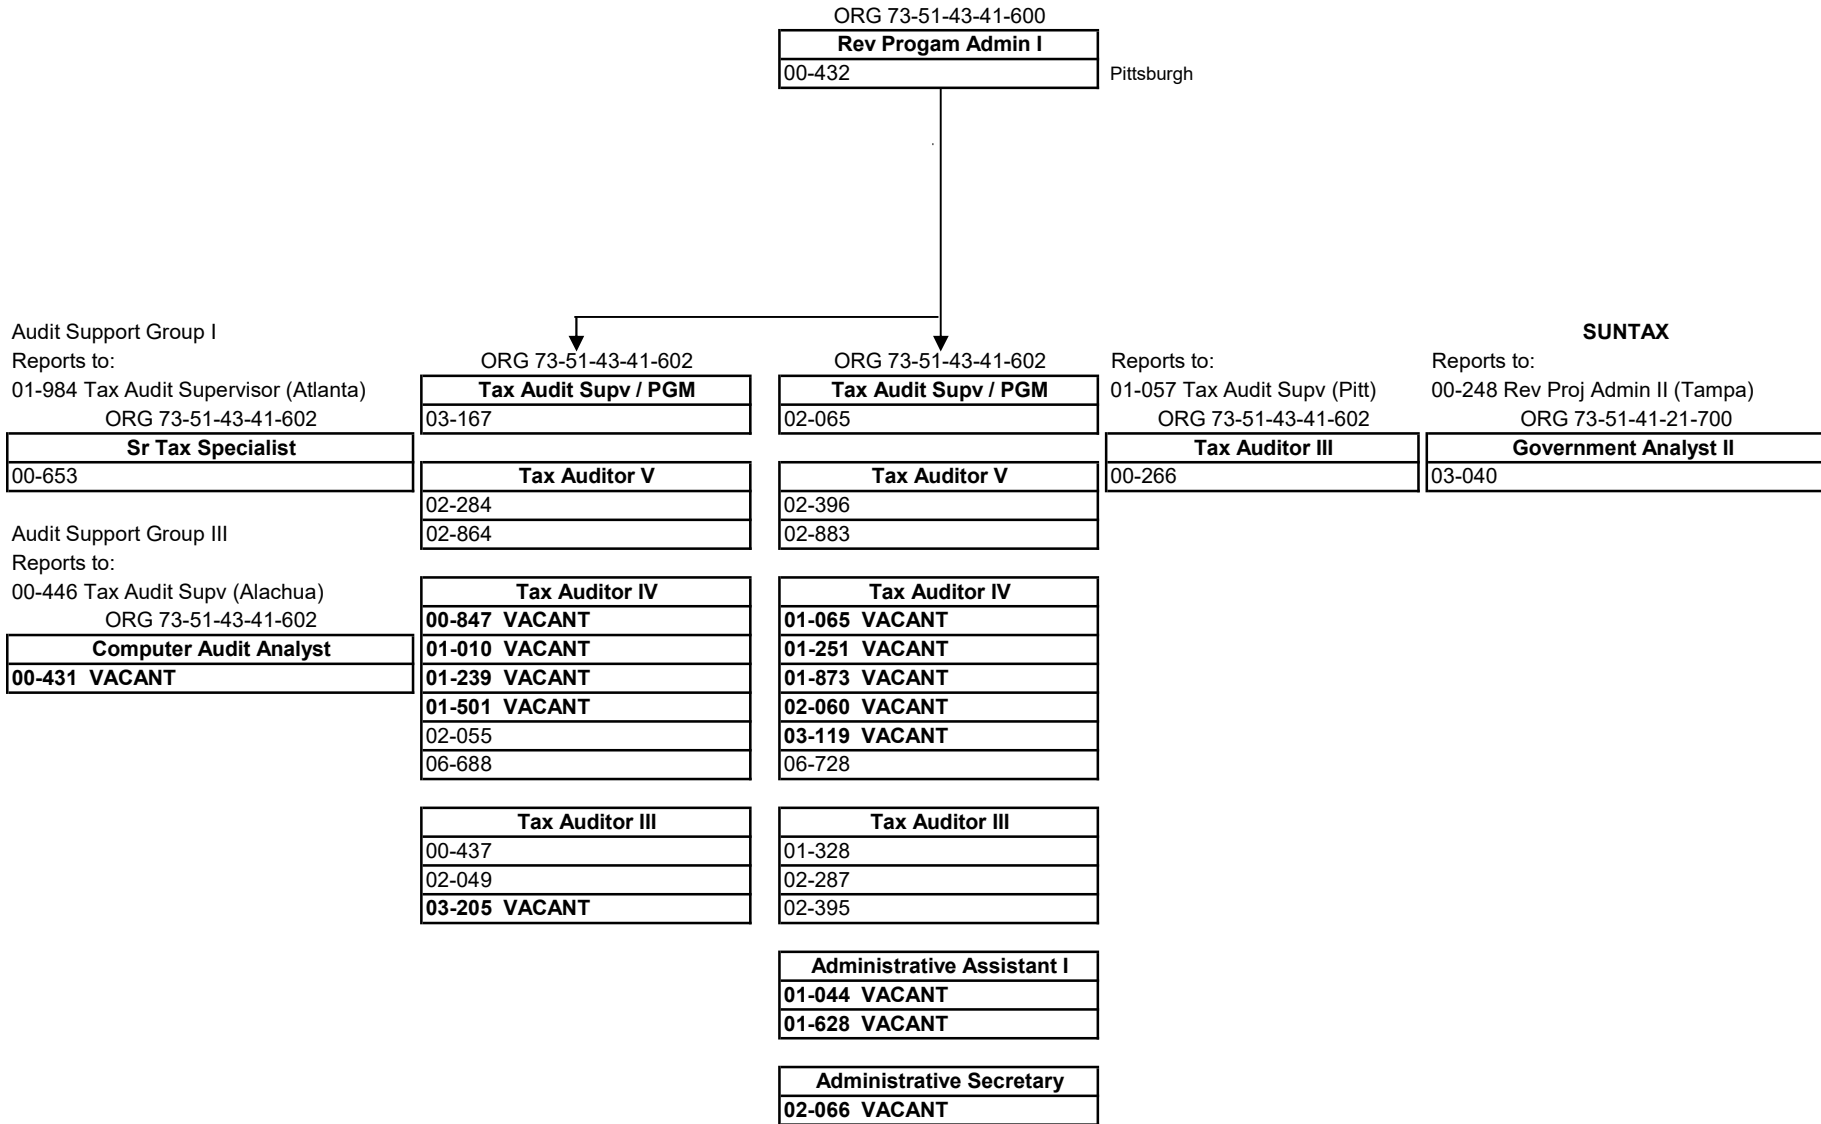 ORG 73-51-43-41-600
Rev Progam Admin I
00-432
Pittsburgh
Audit Support Group I
Reports to:
01-984 Tax Audit Supervisor (Atlanta)
ORG 73-51-43-41-602
Sr Tax Specialist
00-653
Audit Support Group III
Reports to:
00-446 Tax Audit Supv (Alachua)
ORG 73-51-43-41-602
Computer Audit Analyst
00-431 VACANT
ORG 73-51-43-41-602
Tax Audit Supv / PGM
03-167
Tax Auditor V
02-284
02-864
Tax Auditor IV
00-847 VACANT
01-010 VACANT
01-239 VACANT
01-501 VACANT
02-055
06-688
Tax Auditor III
00-437
02-049
03-205 VACANT
ORG 73-51-43-41-602
Tax Audit Supv / PGM
02-065
Tax Auditor V
02-396
02-883
Tax Auditor IV
01-065 VACANT
01-251 VACANT
01-873 VACANT
02-060 VACANT
03-119 VACANT
06-728
Tax Auditor III
01-328
02-287
02-395
Administrative Assistant I
01-044 VACANT
01-628 VACANT
Administrative Secretary
02-066 VACANT
Reports to:
01-057 Tax Audit Supv (Pitt)
ORG 73-51-43-41-602
Tax Auditor III
00-266
SUNTAX
Reports to:
00-248 Rev Proj Admin II (Tampa)
ORG 73-51-41-21-700
Government Analyst II
03-040